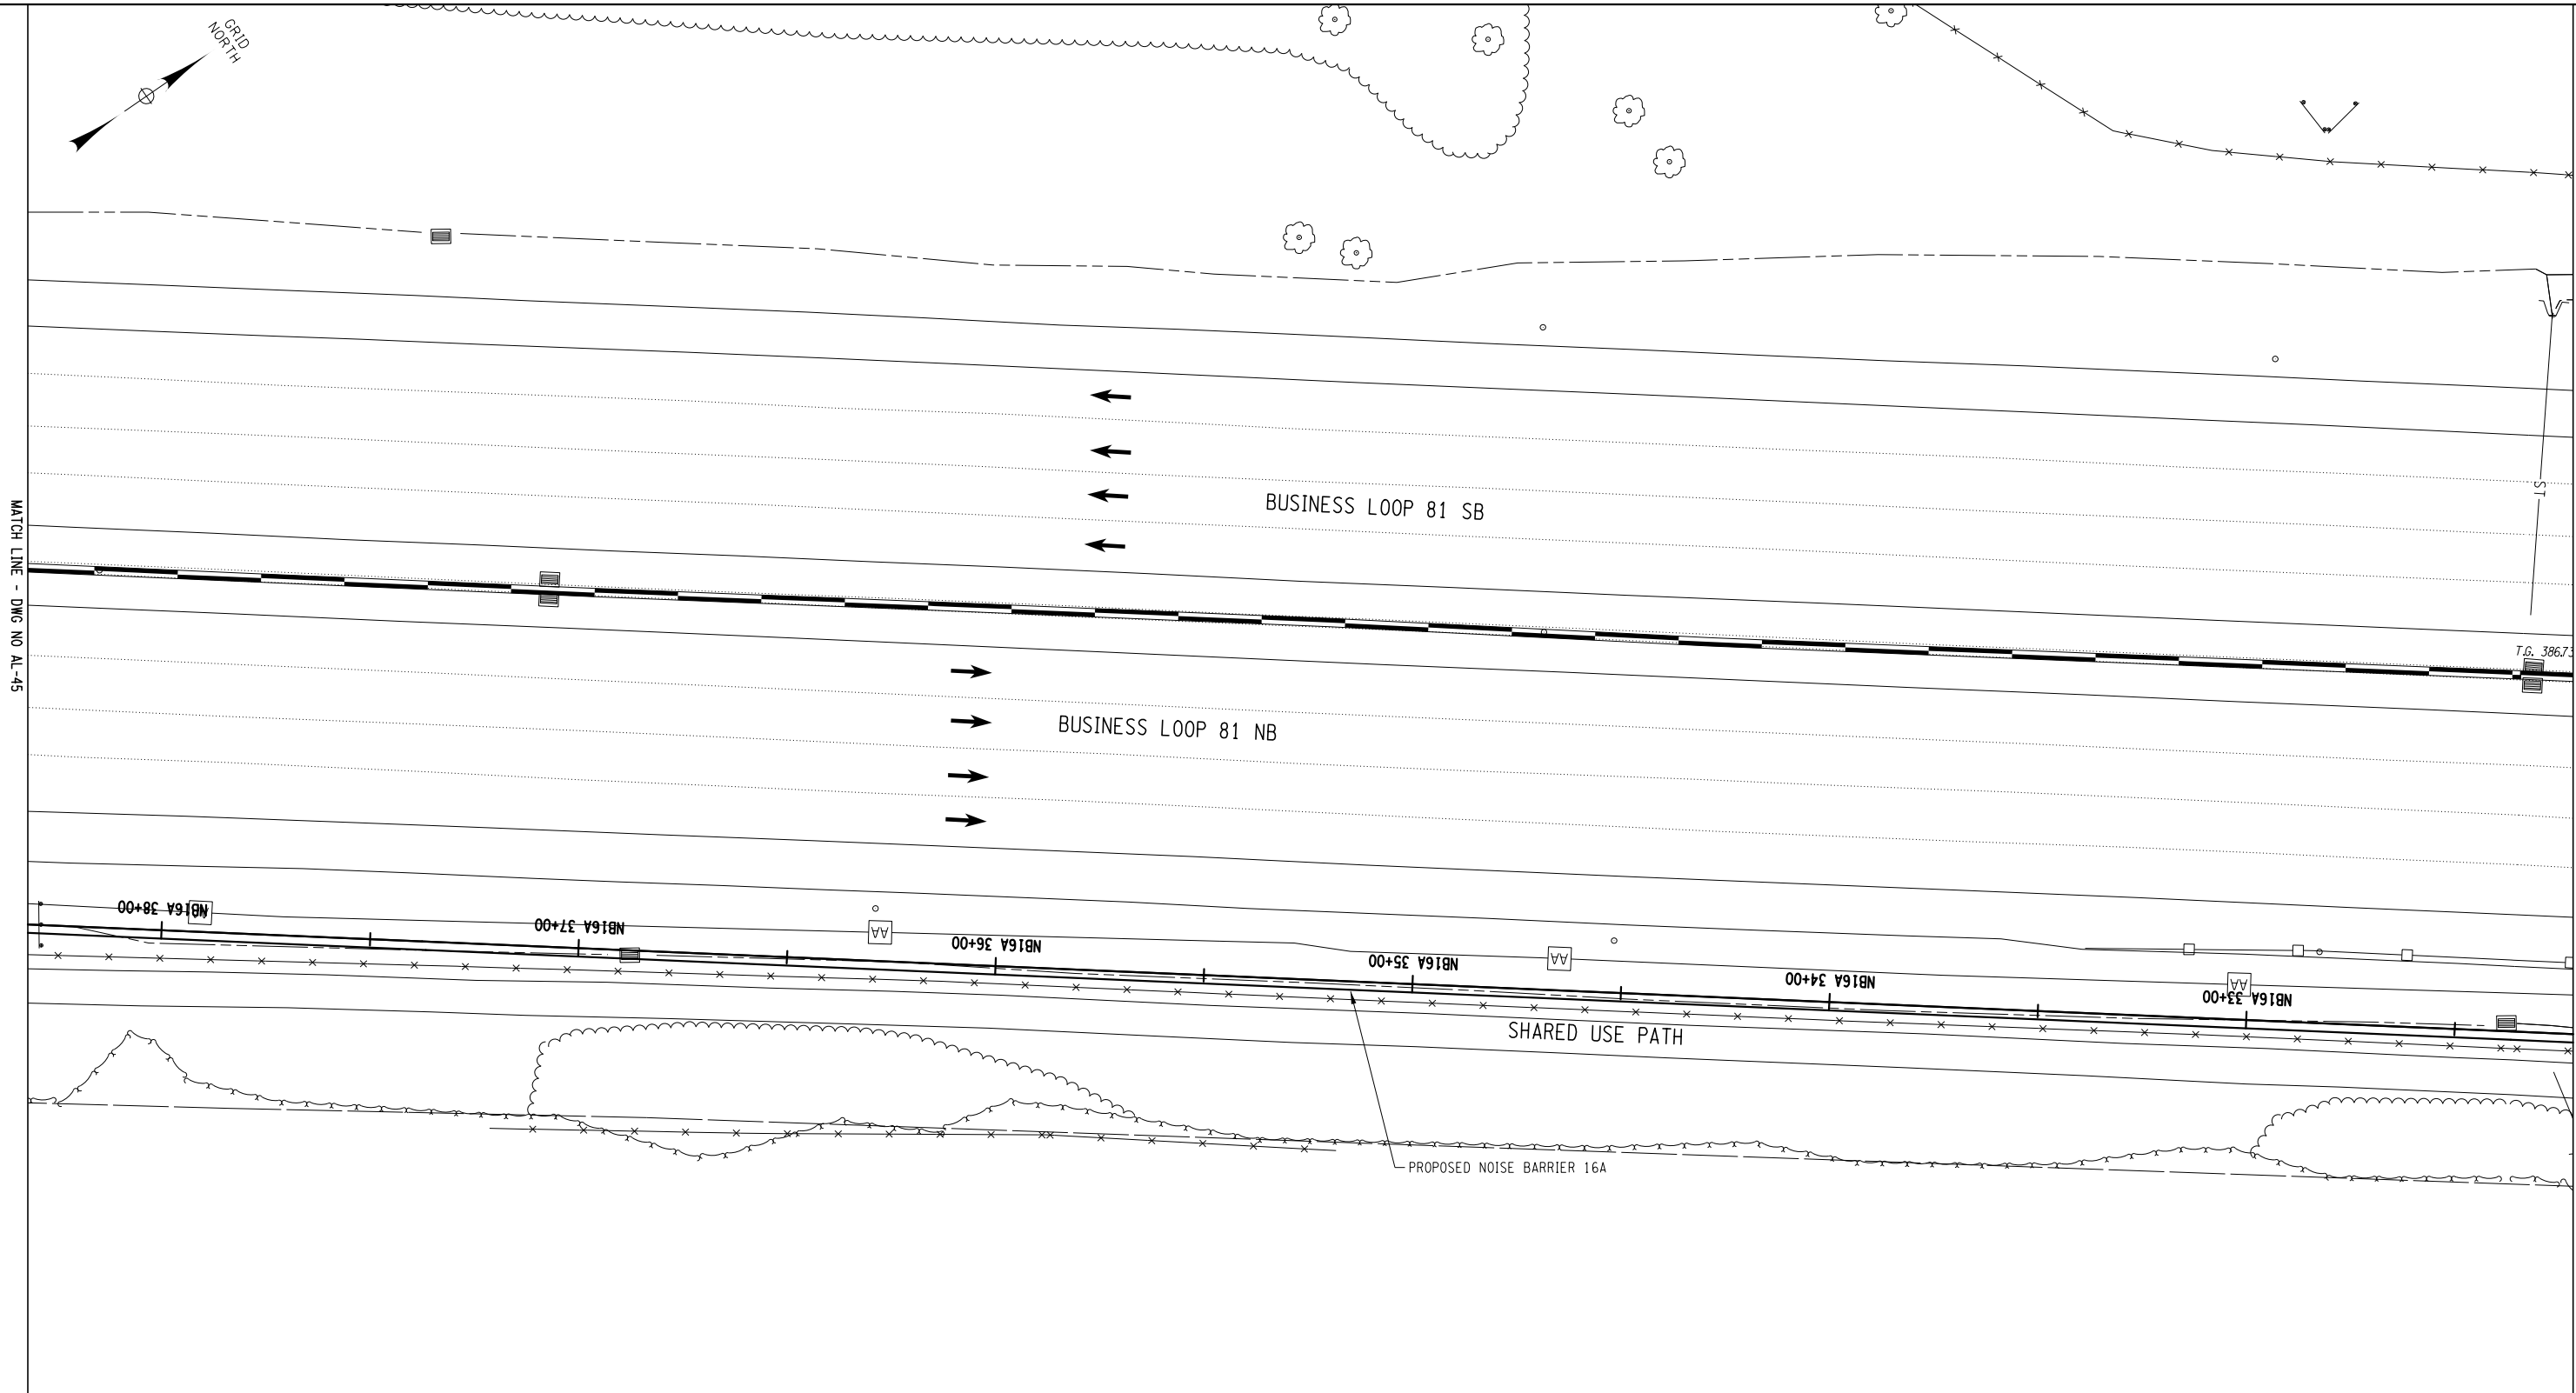 GRID
NORTH
MATCH LINE - DWG NO AL-45
BUSINESS LOOP 81 SB
ST
T.G. 386.73
BUSINESS LOOP 81 NB
NB16A 38+00
NB16A 37+00
AA
NB16A 36+00
NB16A 35+00
AA
NB16A 34+00
AA
NB16A 33+00
SHARED USE PATH
PROPOSED NOISE BARRIER 16A